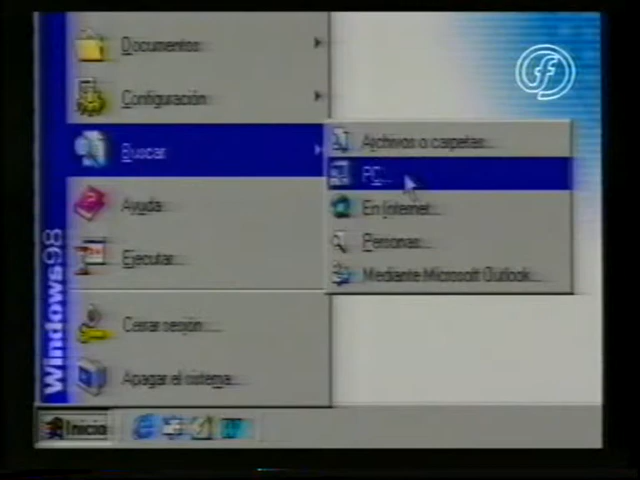 Documentos
Configuración
Buscar
Ayuda
Ejecutar...
Cerrar sesión...
Apagar el sistema...
Archivos o carpetas...
PC...
En Internet...
Personas...
Mediante Microsoft Outlook...
Windows98
Inicio